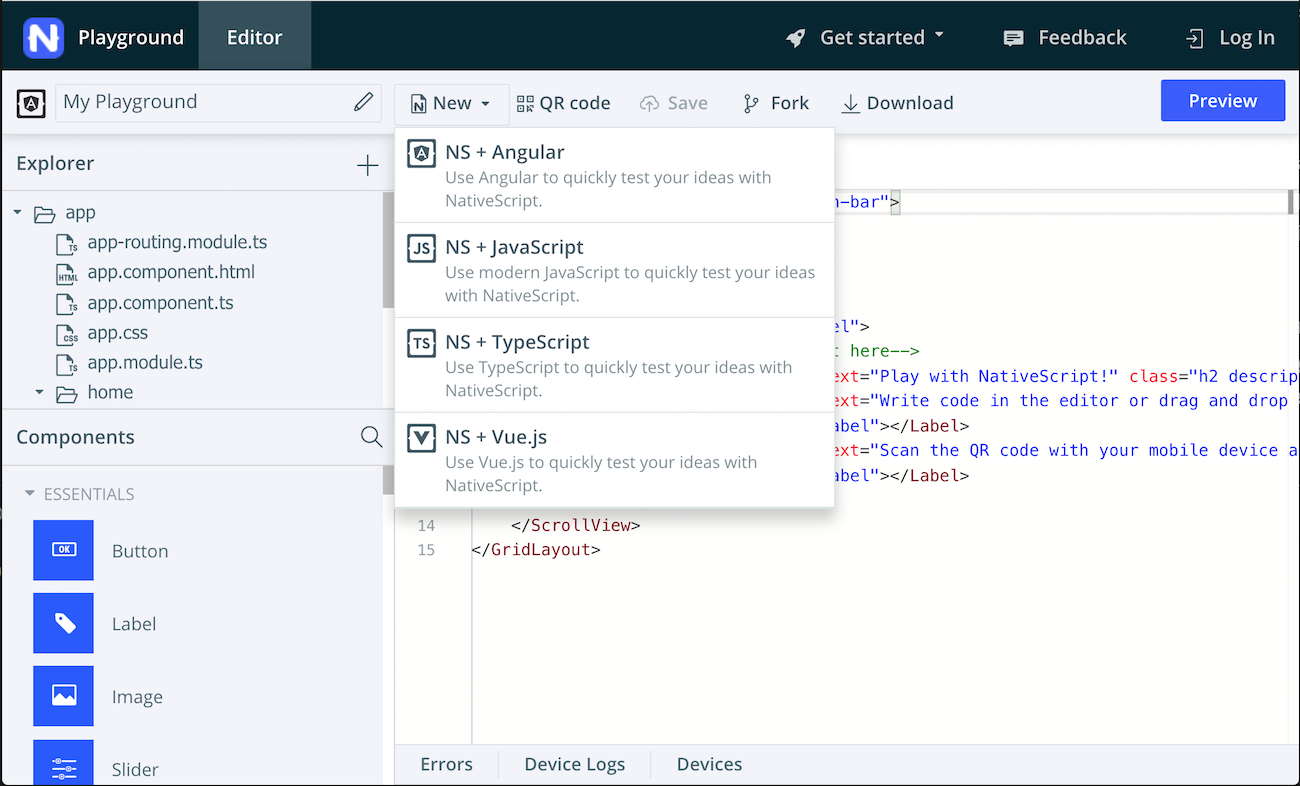 Playground
Editor
Get started
Feedback
Log In
My Playground
New
QR code
Save
Fork
Download
Preview
Explorer
app
app-routing.module.ts
app.component.html
app.component.ts
app.css
app.module.ts
home
Components
ESSENTIALS
OK
Button
Label
Image
Slider
NS + Angular
Use Angular to quickly test your ideas with
NativeScript.
JS
NS + JavaScript
Use modern JavaScript to quickly test your ideas
with NativeScript.
TS
NS + TypeScript
Use TypeScript to quickly test your ideas with
NativeScript.
NS + Vue.js
Use Vue.js to quickly test your ideas with
NativeScript.
n-bar">
el">
t here-->
ext="Play with NativeScript!" class="h2 descrip
ext="Write code in the editor or drag and drop
abel"></Label>
ext="Scan the QR code with your mobile device a
abel"></Label>
14 </ScrollView>
15 </GridLayout>
Errors
Device Logs
Devices